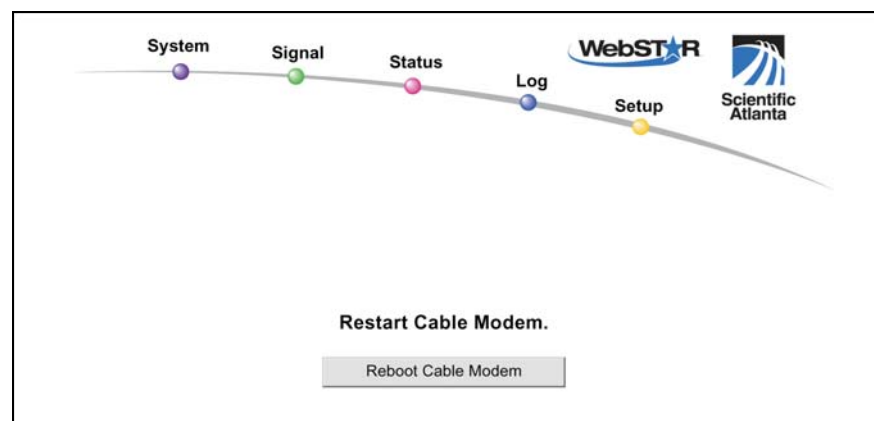 System
Signal
Status
Log
Setup
WebSTAR
Scientific
Atlanta
Restart Cable Modem.
Reboot Cable Modem